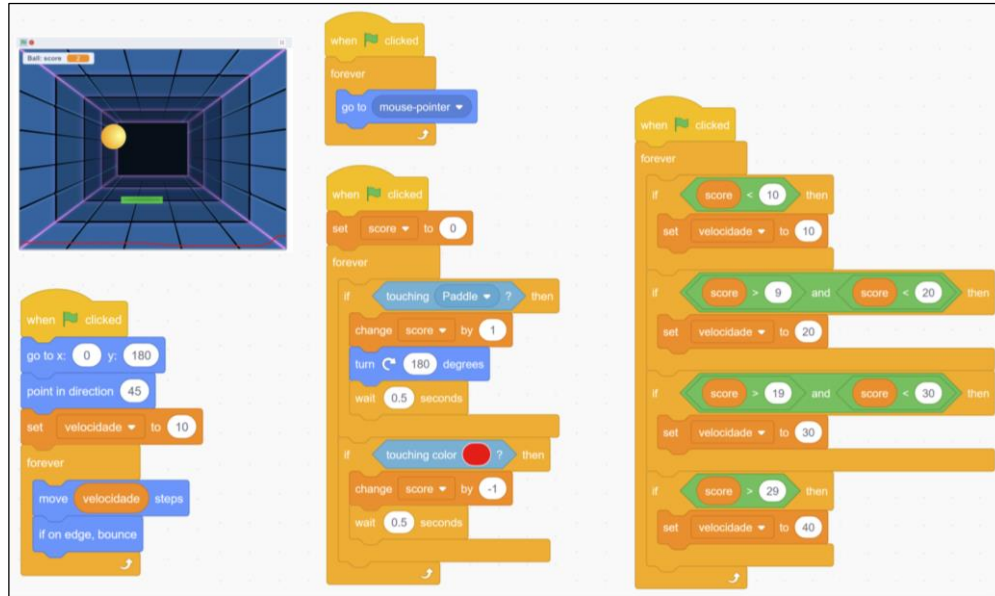 Ball: score 2
when clicked
go to x: 0 y: 180
point in direction 45
set velocidade to 10
forever
move velocidade steps
if on edge, bounce
when clicked
forever
go to mouse-pointer
when clicked
set score to 0
forever
if touching Paddle ? then
change score by 1
turn 180 degrees
wait 0.5 seconds
if touching color ? then
change score by -1
wait 0.5 seconds
when clicked
forever
if score < 10 then
set velocidade to 10
if score > 9 and score < 20 then
set velocidade to 20
if score > 19 and score < 30 then
set velocidade to 30
if score > 29 then
set velocidade to 40